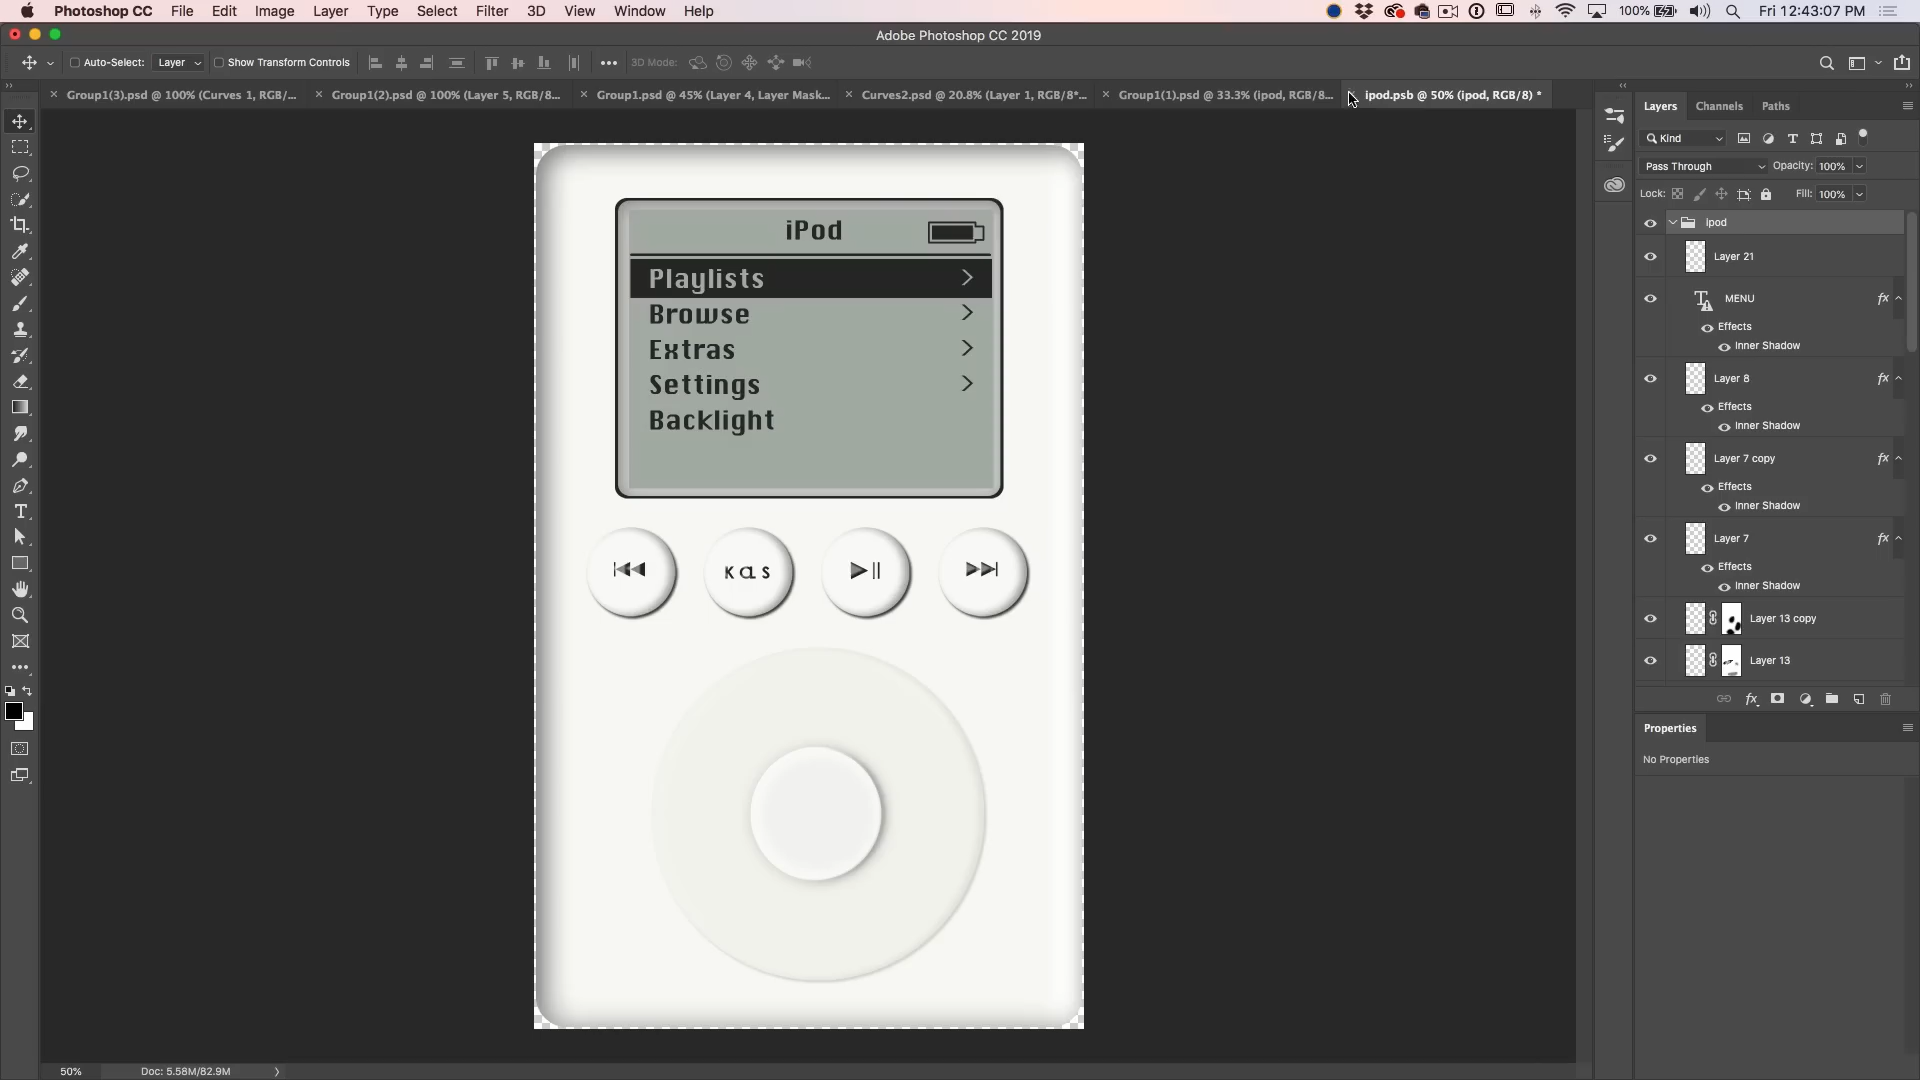 Photoshop CC File Edit Image Layer Type Select Filter 3D View Window Help 100% Fri 12:43:07 PM
Adobe Photoshop CC 2019
Auto-Select: Layer Show Transform Controls 3D Mode:
Group1(3).psd @ 100% (Curves 1, RGB/... Group1(2).psd @ 100% (Layer 5, RGB/8... Group1.psd @ 45% (Layer 4, Layer Mask... Curves2.psd @ 20.8% (Layer 1, RGB/8*... Group1(1).psd @ 33.3% (ipod, RGB/8... ipod.psb @ 50% (ipod, RGB/8) *
Layers Channels Paths
Kind
Pass Through Opacity: 100%
Lock: Fill: 100%
ipod
Layer 21
MENU fx
Effects
Inner Shadow
Layer 8 fx
Effects
Inner Shadow
Layer 7 copy fx
Effects
Inner Shadow
Layer 7 fx
Effects
Inner Shadow
Layer 13 copy
Layer 13
fx
Properties
No Properties
iPod
Playlists >
Browse >
Extras >
Settings >
Backlight
KaS
50% Doc: 5.58M/82.9M